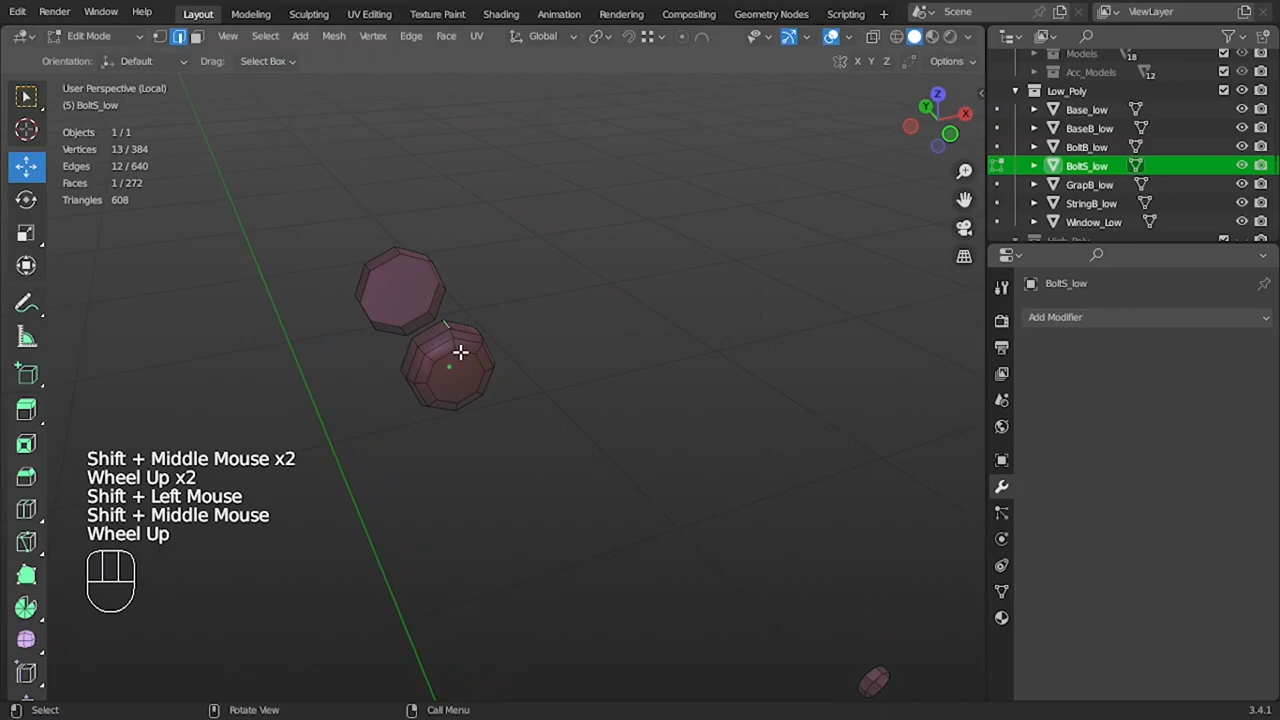 Edit Render Window Help Layout Modeling Sculpting UV Editing Texture Paint Shading Animation Rendering Compositing Geometry Nodes Scripting + Scene ViewLayer
Edit Mode View Select Add Mesh Vertex Edge Face UV Global
Orientation: Default Drag: Select Box X Y Z Options
User Perspective (Local)
(5) BoltS_low
Objects 1 / 1
Vertices 13 / 384
Edges 12 / 640
Faces 1 / 272
Triangles 608
Z
Y
X
Models 18
Acc_Models 12
Low_Poly
Base_low
BaseB_low
BoltB_low
BoltS_low
GrapB_low
StringB_low
Window_Low
BoltS_low
Add Modifier
Shift + Middle Mouse x2
Wheel Up x2
Shift + Left Mouse
Shift + Middle Mouse
Wheel Up
Select Rotate View Call Menu 3.4.1